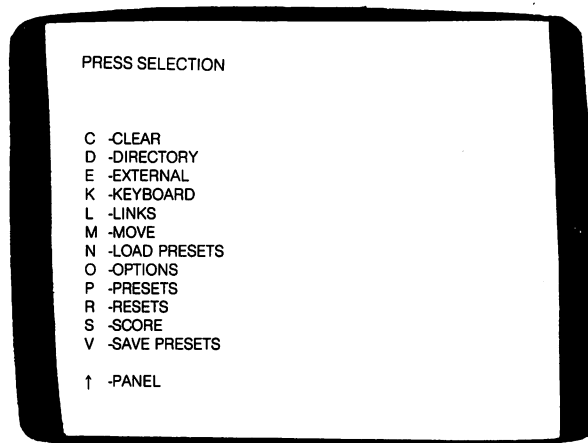 PRESS SELECTION
C -CLEAR
D -DIRECTORY
E -EXTERNAL
K -KEYBOARD
L -LINKS
M -MOVE
N -LOAD PRESETS
O -OPTIONS
P -PRESETS
R -RESETS
S -SCORE
V -SAVE PRESETS
↑ -PANEL